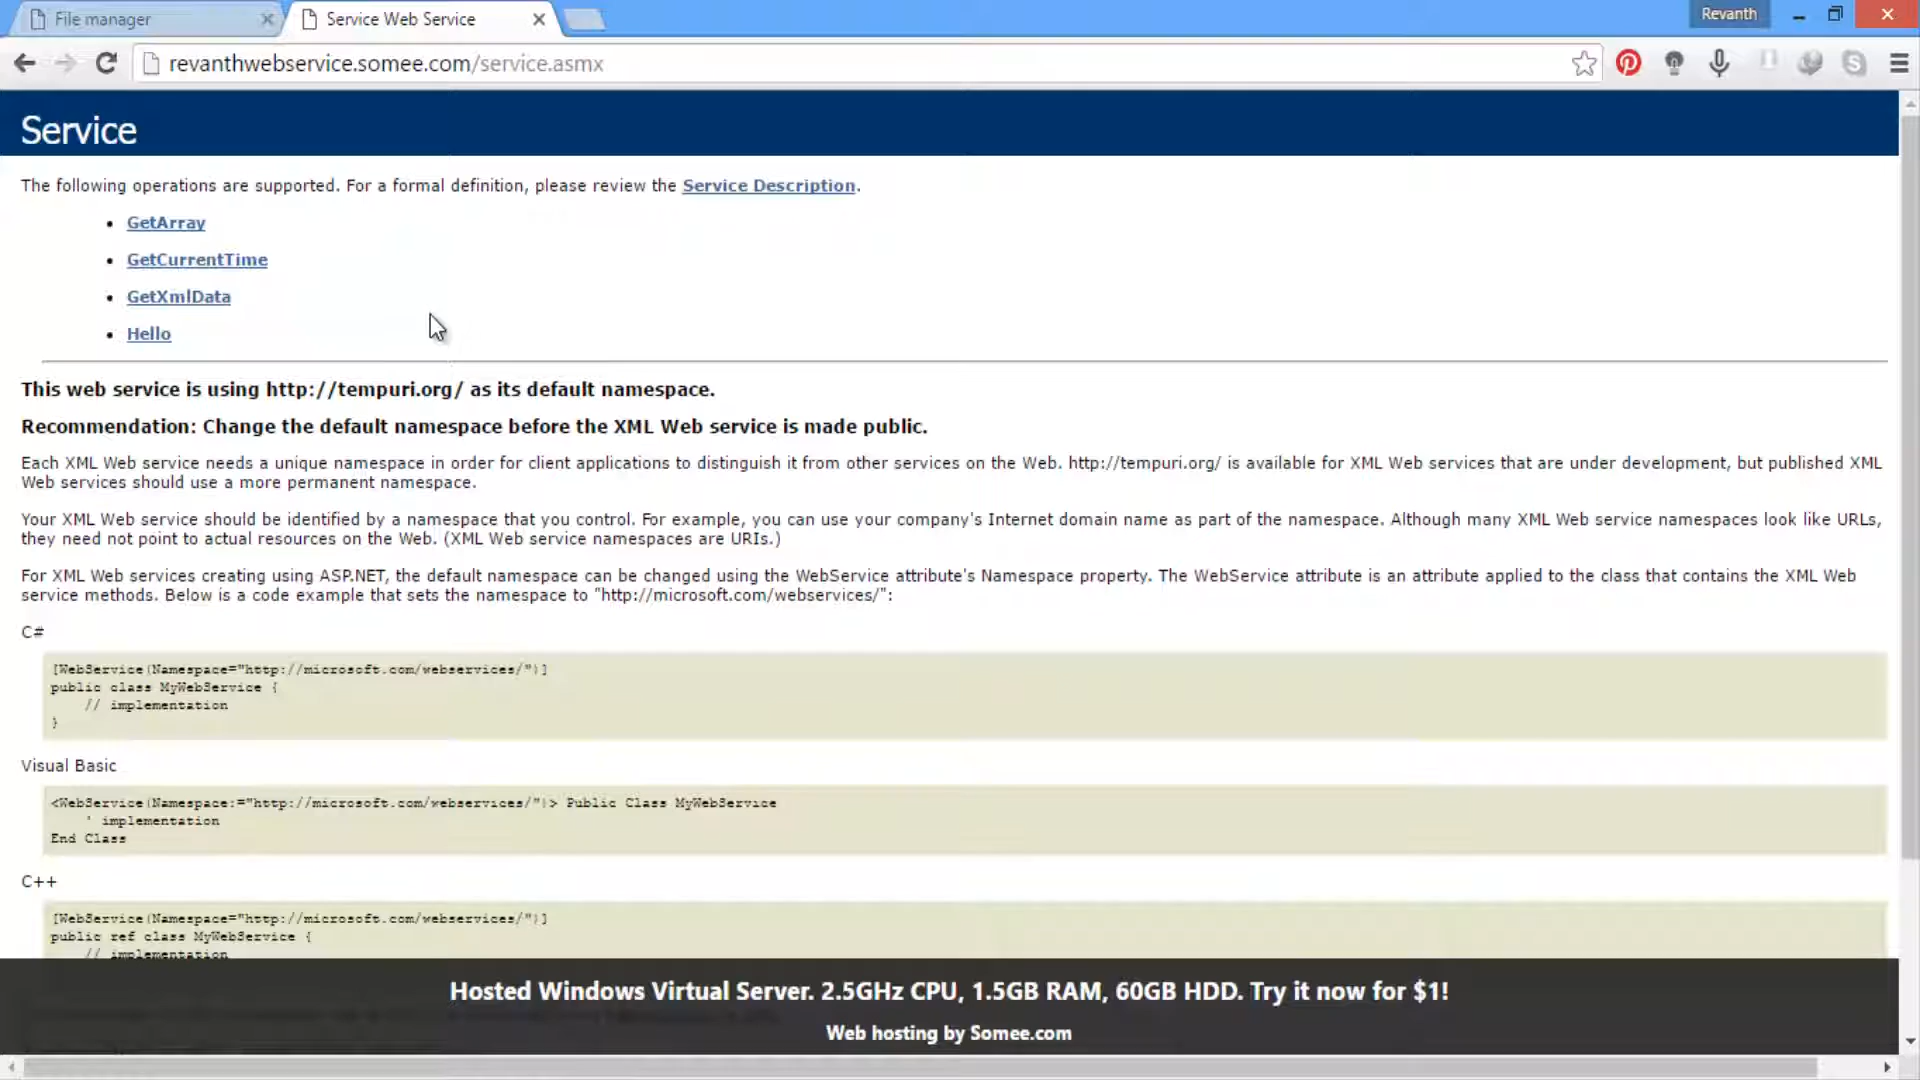 File manager
Service Web Service
Revanth
revanthwebservice.somee.com/service.asmx
Service
The following operations are supported. For a formal definition, please review the Service Description.
• GetArray
• GetCurrentTime
• GetXmlData
• Hello
This web service is using http://tempuri.org/ as its default namespace.
Recommendation: Change the default namespace before the XML Web service is made public.
Each XML Web service needs a unique namespace in order for client applications to distinguish it from other services on the Web. http://tempuri.org/ is available for XML Web services that are under development, but published XML
Web services should use a more permanent namespace.
Your XML Web service should be identified by a namespace that you control. For example, you can use your company's Internet domain name as part of the namespace. Although many XML Web service namespaces look like URLs,
they need not point to actual resources on the Web. (XML Web service namespaces are URIs.)
For XML Web services creating using ASP.NET, the default namespace can be changed using the WebService attribute's Namespace property. The WebService attribute is an attribute applied to the class that contains the XML Web
service methods. Below is a code example that sets the namespace to "http://microsoft.com/webservices/":
C#
[WebService(Namespace="http://microsoft.com/webservices/")]
public class MyWebService {
// implementation
}
Visual Basic
<WebService(Namespace:="http://microsoft.com/webservices/")> Public Class MyWebService
' implementation
End Class
C++
[WebService(Namespace="http://microsoft.com/webservices/")]
public ref class MyWebService {
// implementation
Hosted Windows Virtual Server. 2.5GHz CPU, 1.5GB RAM, 60GB HDD. Try it now for $1!
Web hosting by Somee.com